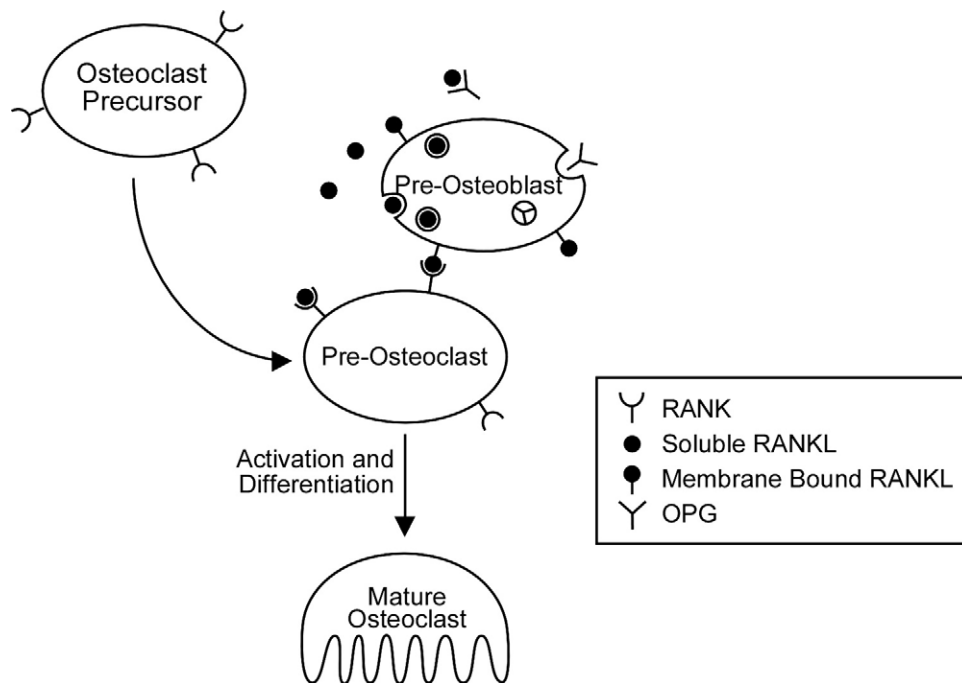 Osteoclast
Precursor
Pre-Osteoblast
Pre-Osteoclast
Activation and
Differentiation
Mature
Osteoclast
RANK
Soluble RANKL
Membrane Bound RANKL
OPG